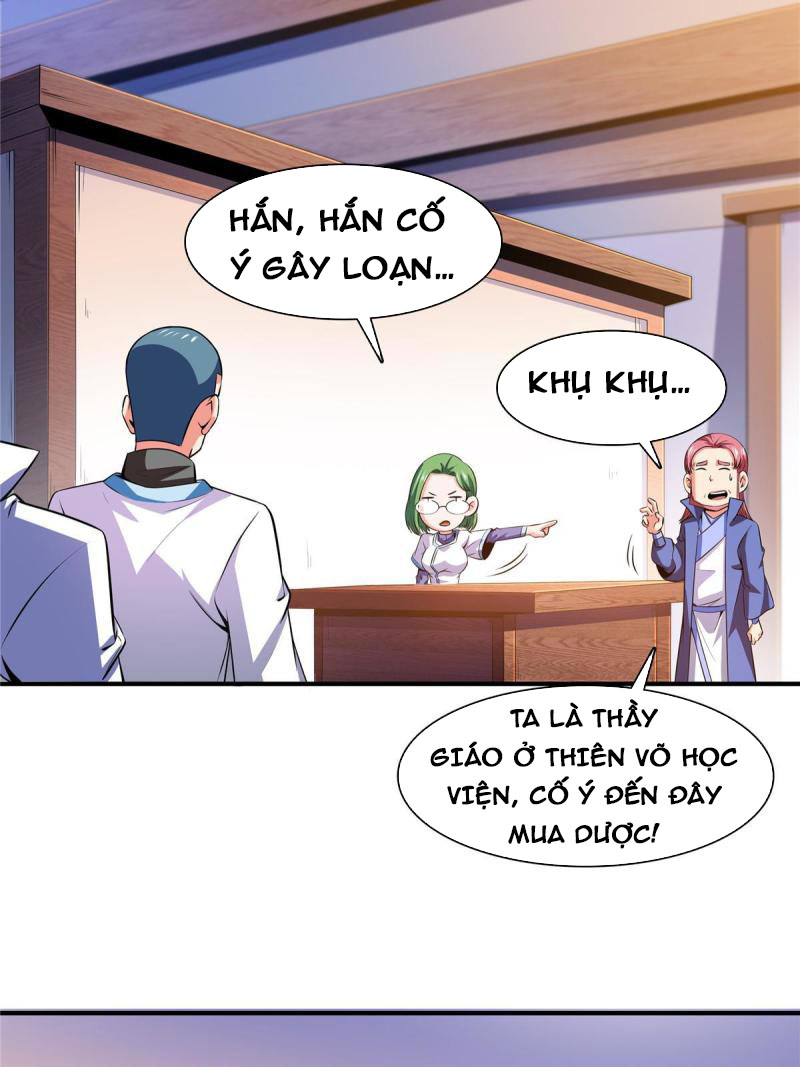 HẮN, HẮN CỐ
Ý GÂY LOẠN...
KHỤ KHỤ...
TA LÀ THẦY
GIÁO Ở THIÊN VÕ HỌC
VIỆN, CỐ Ý ĐẾN ĐÂY
MUA DƯỢC!